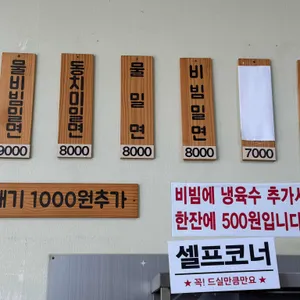 물비빔밀면
9000
동치미밀면
8000
물밀면
8000
비빔밀면
8000
7000
기 1000원추가
비빔에 냉육수 추가시
한잔에 500원입니다
셀프코너
★ 꼭! 드실만큼만요 ★